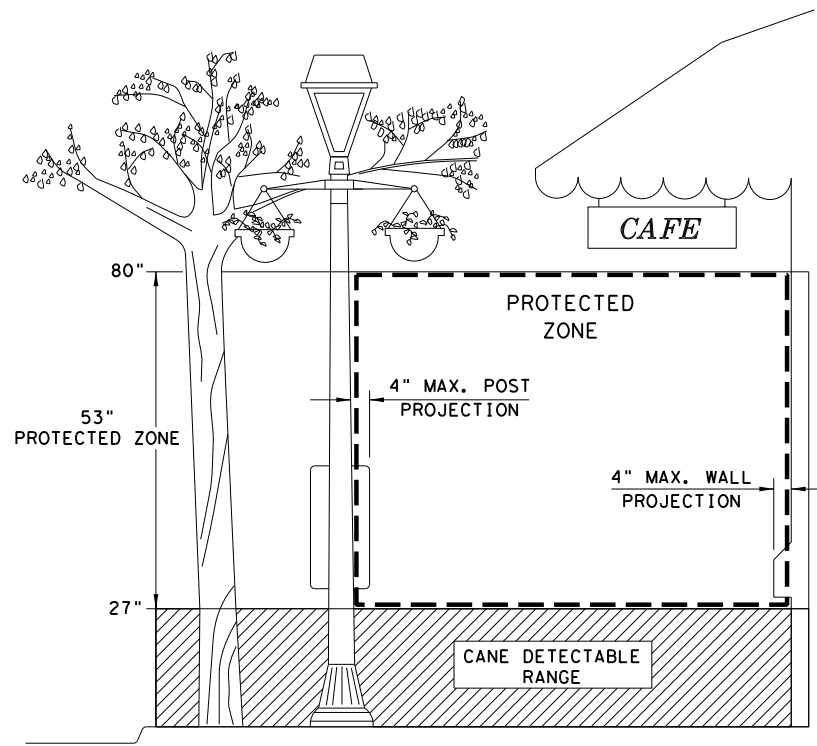 CAFE
80"
PROTECTED
ZONE
4" MAX. POST
PROJECTION
53"
PROTECTED ZONE
4" MAX. WALL
PROJECTION
27"
CANE DETECTABLE
RANGE